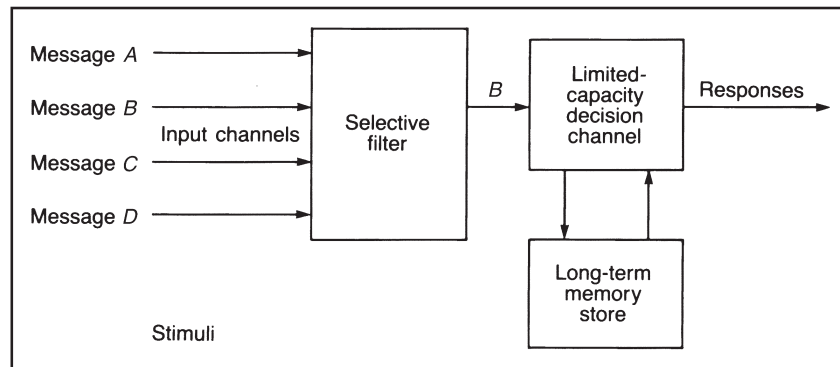 Message A
Message B
Input channels
Message C
Message D
Stimuli
Selective
filter
B
Limited-
capacity
decision
channel
Responses
Long-term
memory
store